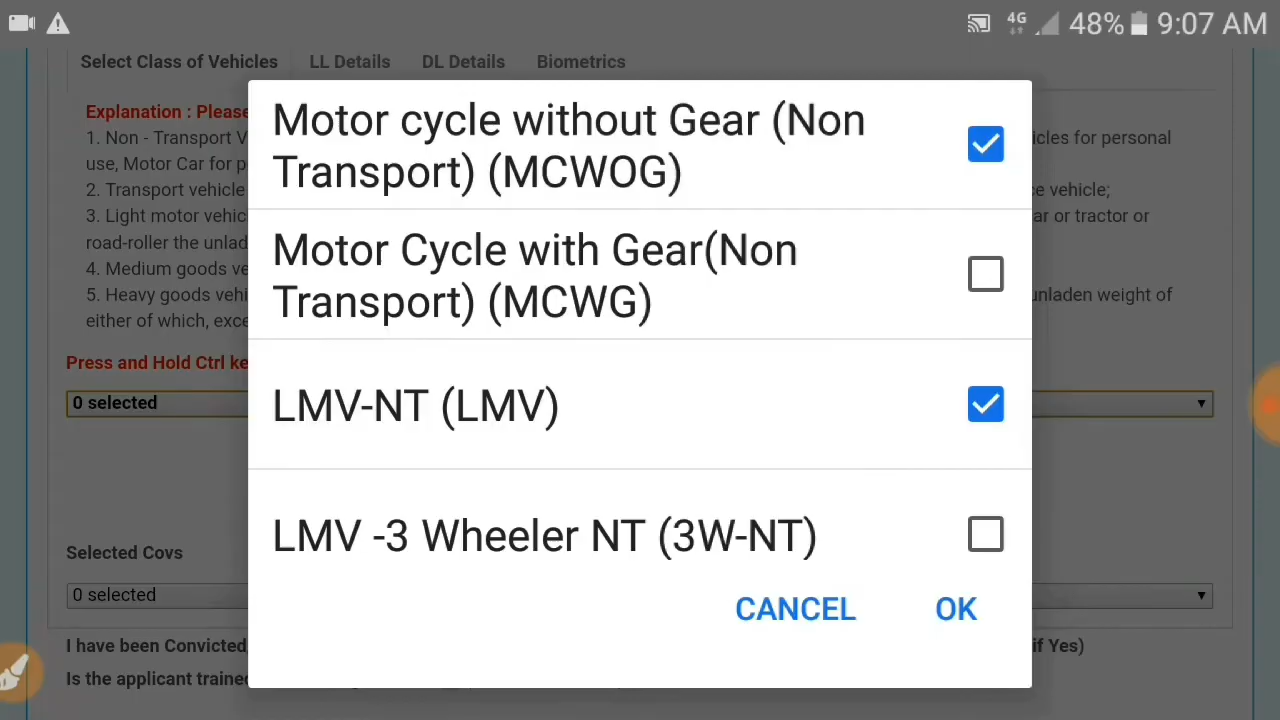 4G 48% 9:07 AM
Select Class of Vehicles LL Details DL Details Biometrics
Explanation : Please
Motor cycle without Gear (Non
Transport) (MCWOG)
1. Non - Transport V
icles for personal
use, Motor Car for p
2. Transport vehicle
e vehicle;
3. Light motor vehic
ar or tractor or
road-roller the unlad
Motor Cycle with Gear(Non
Transport) (MCWG)
4. Medium goods ve
5. Heavy goods vehi
unladen weight of
either of which, exce
Press and Hold Ctrl ke
0 selected
LMV-NT (LMV)
LMV -3 Wheeler NT (3W-NT)
Selected Covs
0 selected
CANCEL OK
I have been Convicted
if Yes)
Is the applicant traine